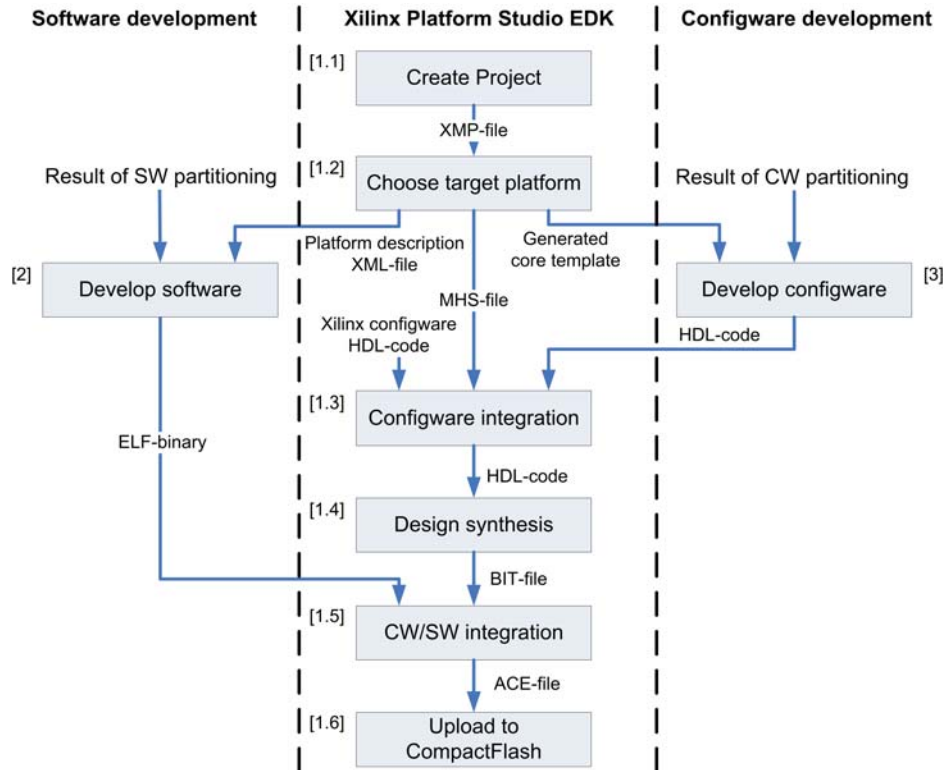 Software development
Xilinx Platform Studio EDK
Configware development
[1.1]
Create Project
XMP-file
Result of SW partitioning
[1.2]
Choose target platform
Result of CW partitioning
Platform description
XML-file
Generated
core template
[2]
Develop software
MHS-file
Develop configware
[3]
Xilinx configware
HDL-code
HDL-code
[1.3]
Configware integration
ELF-binary
HDL-code
[1.4]
Design synthesis
BIT-file
[1.5]
CW/SW integration
ACE-file
[1.6]
Upload to
CompactFlash